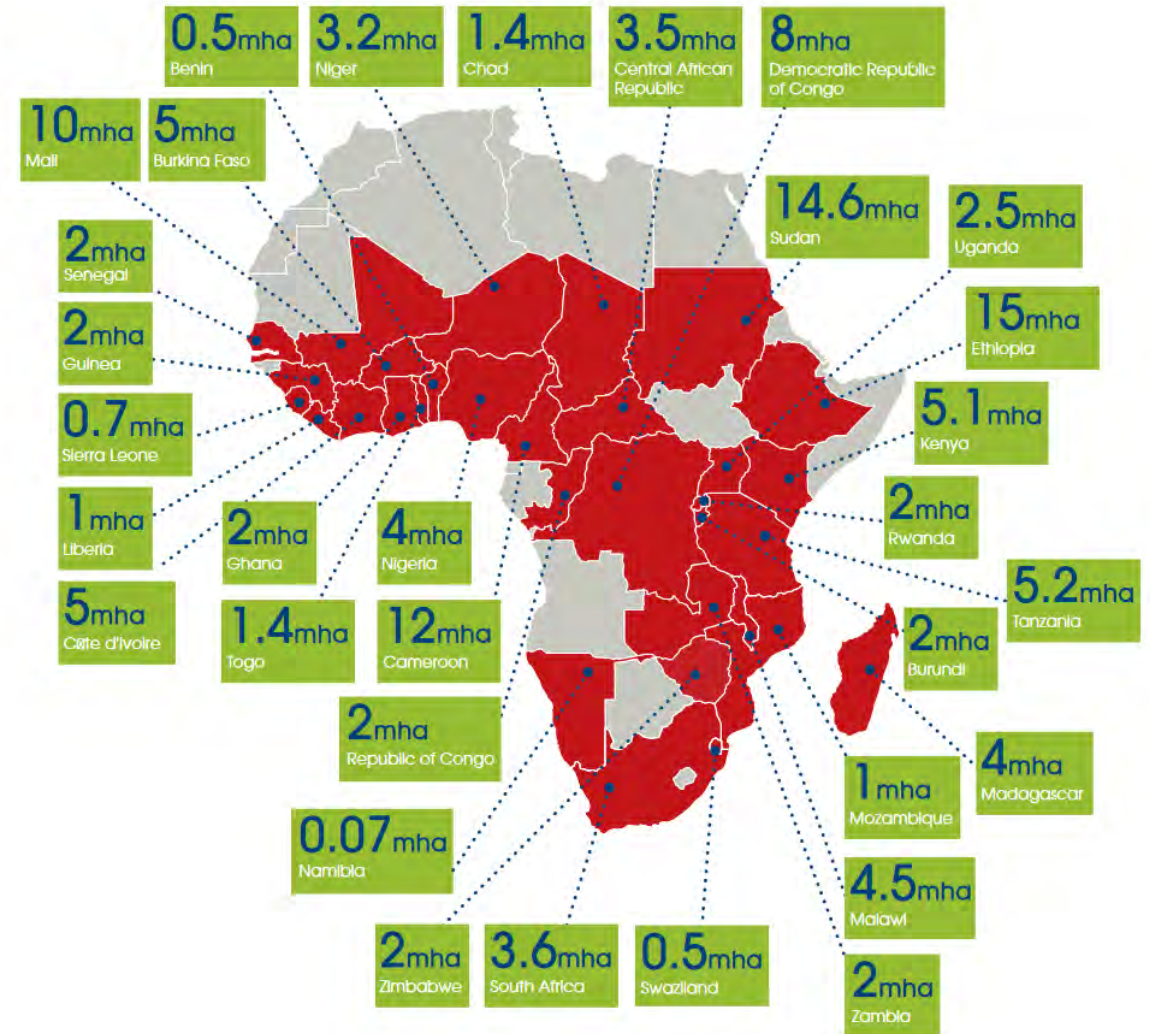 0.5mha
Benin
3.2mha
Niger
1.4mha
Chad
3.5mha
Central African
Republic
8mha
Democratic Republic
of Congo
10mha
Mali
5mha
Burkina Faso
14.6mha
Sudan
2.5mha
Uganda
2mha
Senegal
15mha
Ethiopia
2mha
Guinea
0.7mha
Sierra Leone
5.1mha
Kenya
1mha
Liberia
2mha
Ghana
4mha
Nigeria
2mha
Rwanda
5mha
Côte d'Ivoire
1.4mha
Togo
12mha
Cameroon
5.2mha
Tanzania
2mha
Burundi
2mha
Republic of Congo
4mha
Madagascar
1mha
Mozambique
0.07mha
Namibia
4.5mha
Malawi
2mha
Zimbabwe
3.6mha
South Africa
0.5mha
Swaziland
2mha
Zambia